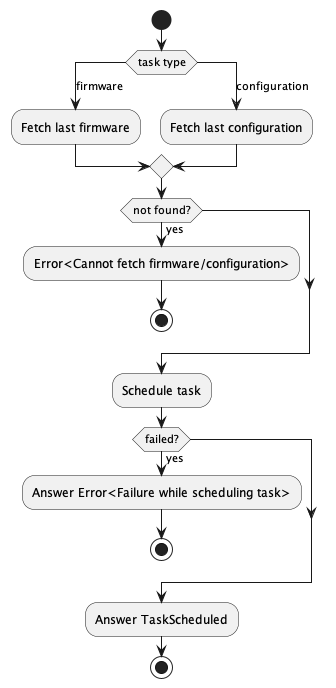 task type
firmware
configuration
Fetch last firmware
Fetch last configuration
not found?
yes
Error<Cannot fetch firmware/configuration>
Schedule task
failed?
yes
Answer Error<Failure while scheduling task>
Answer TaskScheduled